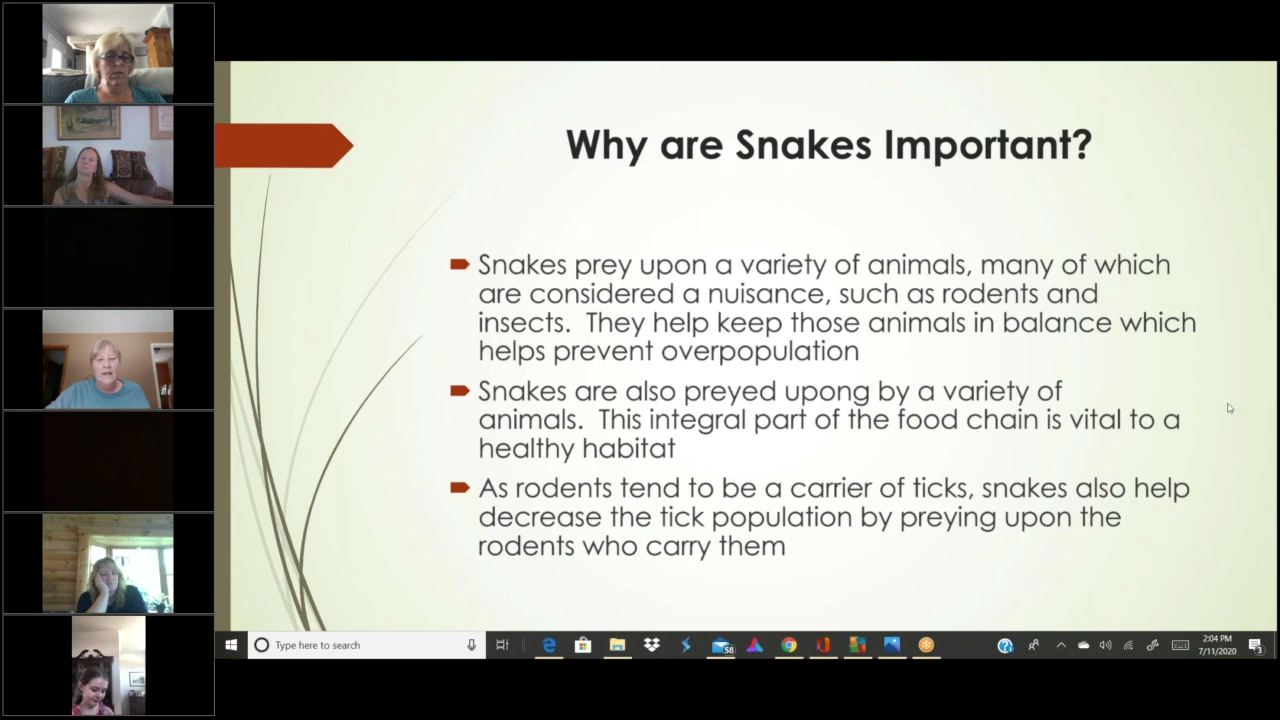 Why are Snakes Important?
Snakes prey upon a variety of animals, many of which
are considered a nuisance, such as rodents and
insects.  They help keep those animals in balance which
helps prevent overpopulation
Snakes are also preyed upong by a variety of
animals.  This integral part of the food chain is vital to a
healthy habitat
As rodents tend to be a carrier of ticks, snakes also help
decrease the tick population by preying upon the
rodents who carry them
Type here to search
58
2:04 PM
7/11/2020
3